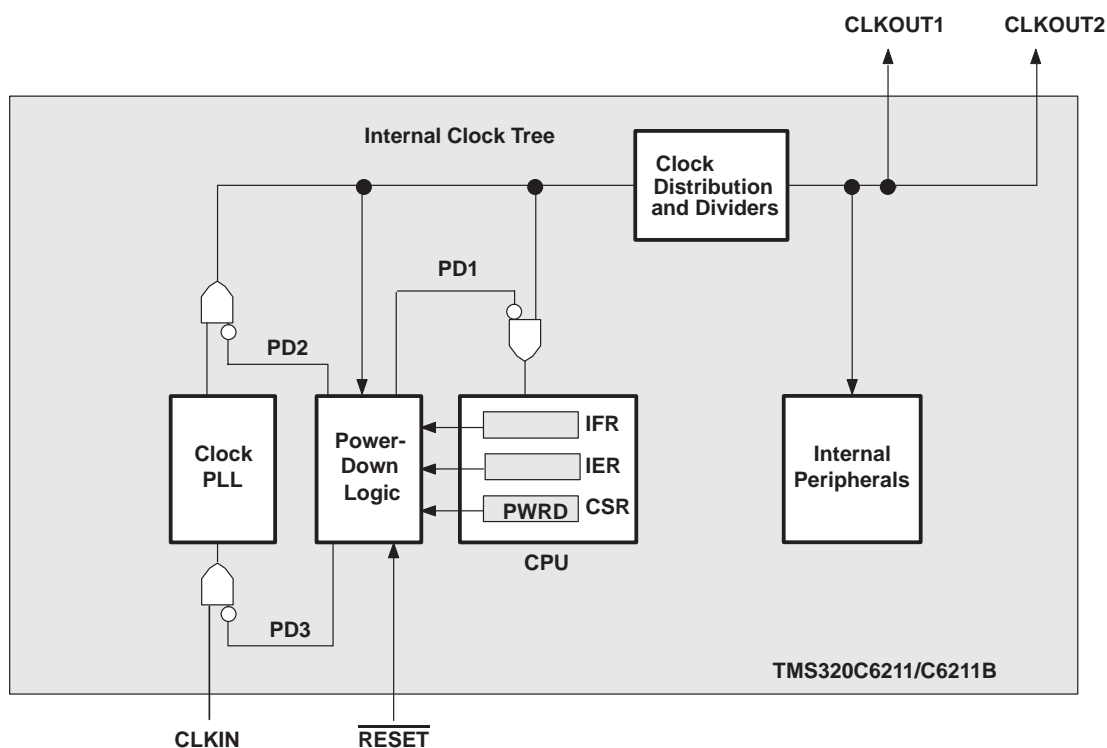 CLKOUT1 CLKOUT2
Internal Clock Tree
Clock
Distribution
and Dividers
PD1
PD2
Clock
PLL
Power-
Down
Logic
IFR
IER
PWRD CSR
CPU
Internal
Peripherals
PD3
TMS320C6211/C6211B
CLKIN RESET